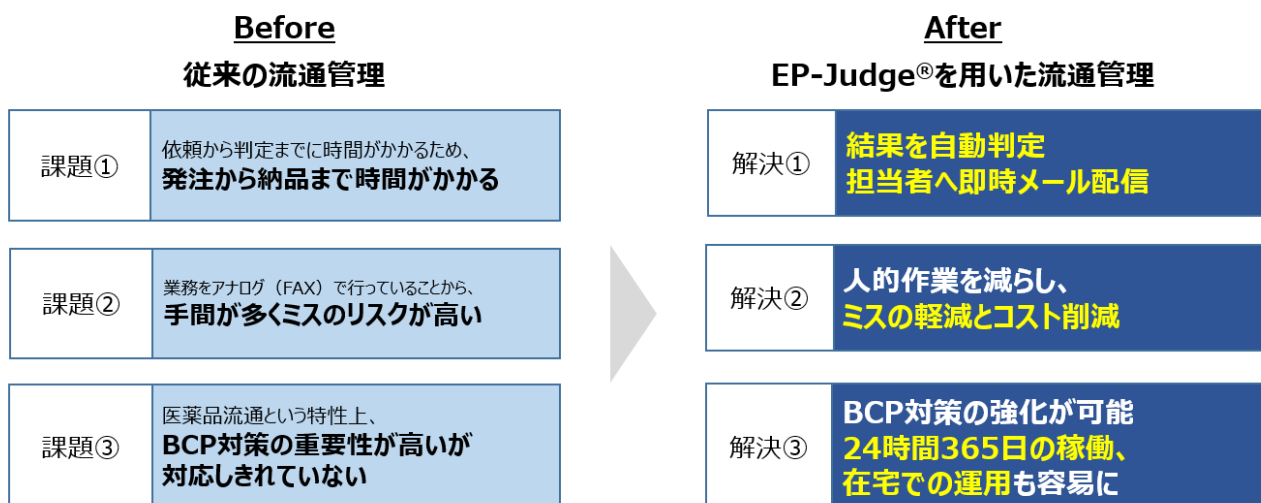 Before
従来の流通管理
課題①
依頼から判定までに時間がかかるため、
発注から納品まで時間がかかる
課題②
業務をアナログ（FAX）で行っていることから、
手間が多くミスのリスクが高い
課題③
医薬品流通という特性上、
BCP対策の重要性が高いが
対応しきれていない
After
EP-Judge®を用いた流通管理
解決①
結果を自動判定
担当者へ即時メール配信
解決②
人的作業を減らし、
ミスの軽減とコスト削減
解決③
BCP対策の強化が可能
24時間365日の稼働、
在宅での運用も容易に